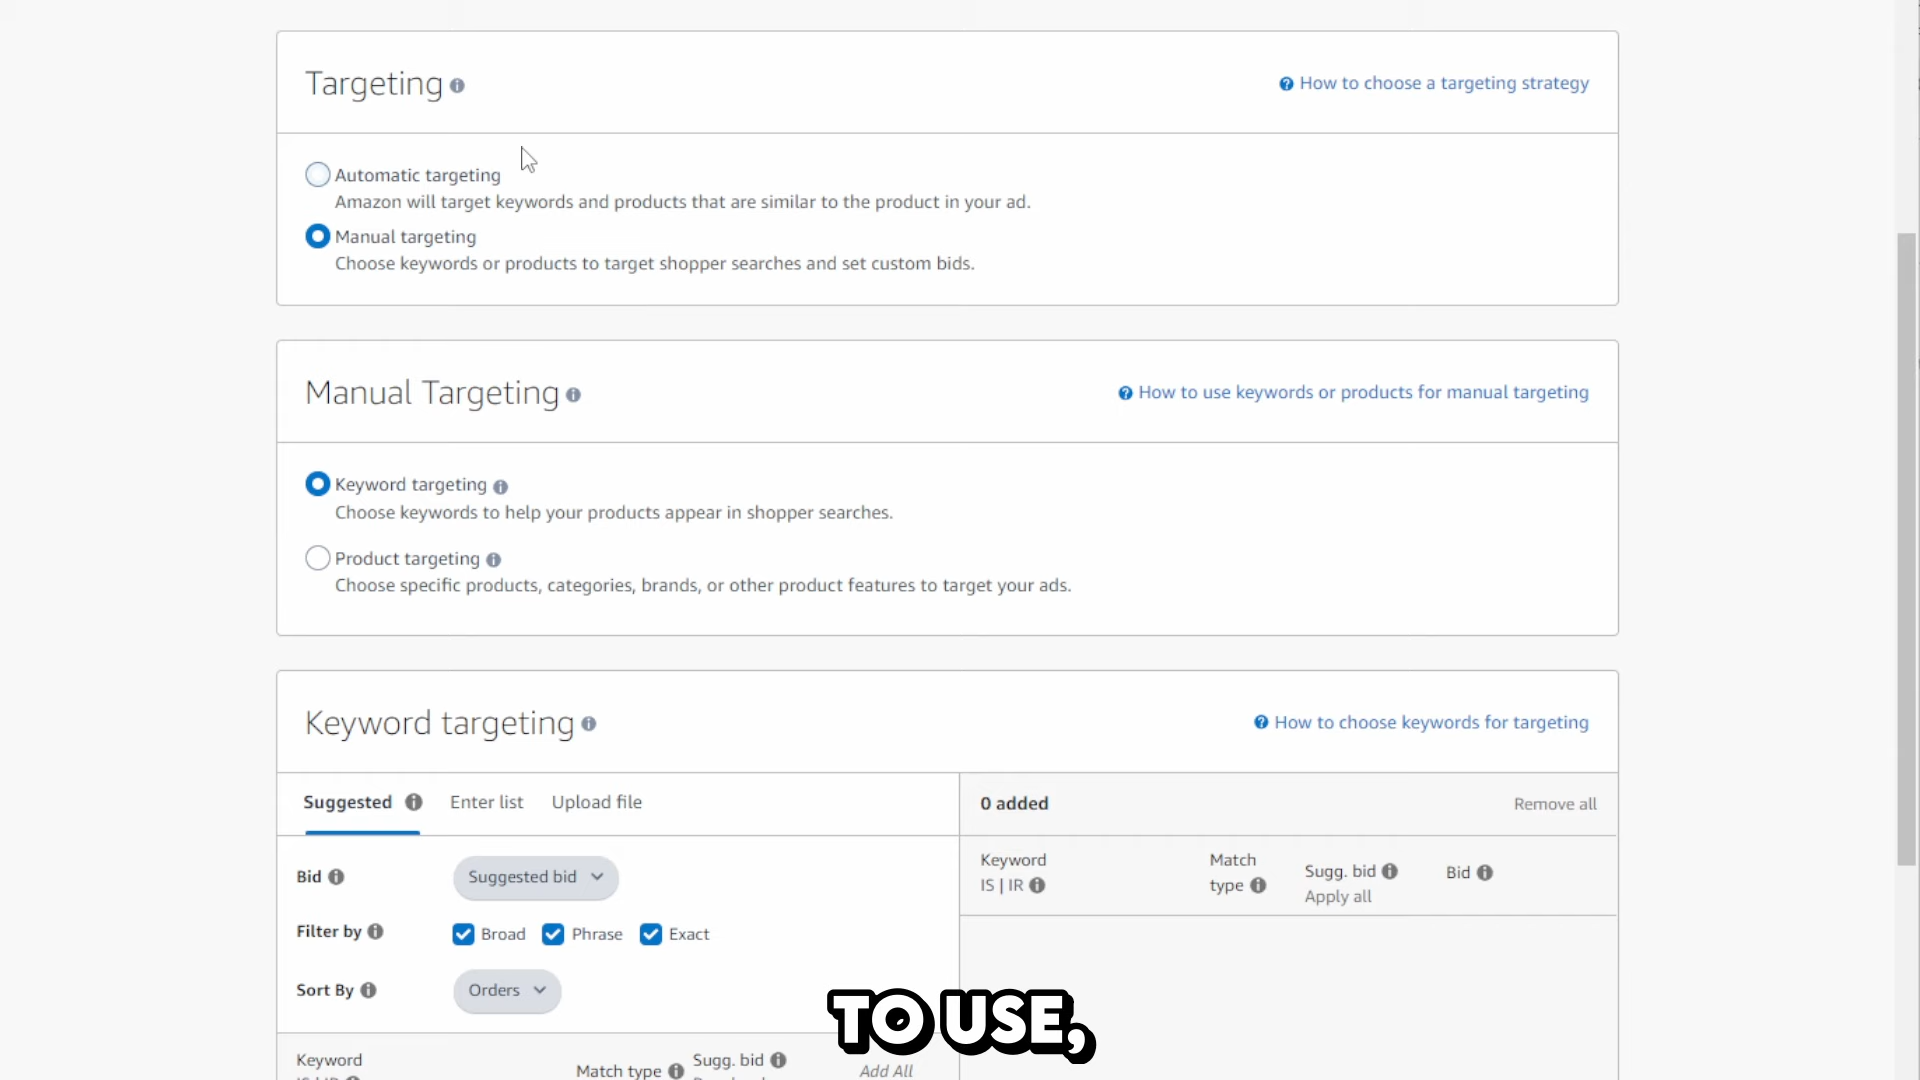 Targeting
How to choose a targeting strategy
Automatic targeting
Amazon will target keywords and products that are similar to the product in your ad.
Manual targeting
Choose keywords or products to target shopper searches and set custom bids.
Manual Targeting
How to use keywords or products for manual targeting
Keyword targeting
Choose keywords to help your products appear in shopper searches.
Product targeting
Choose specific products, categories, brands, or other product features to target your ads.
Keyword targeting
How to choose keywords for targeting
Suggested Enter list Upload file
0 added Remove all
Bid Suggested bid
Filter by Broad Phrase Exact
Sort By Orders
Keyword
IS | IR
Match
type
Sugg. bid
Apply all
Bid
Keyword
Match type
Sugg. bid
Add All
TO USE,